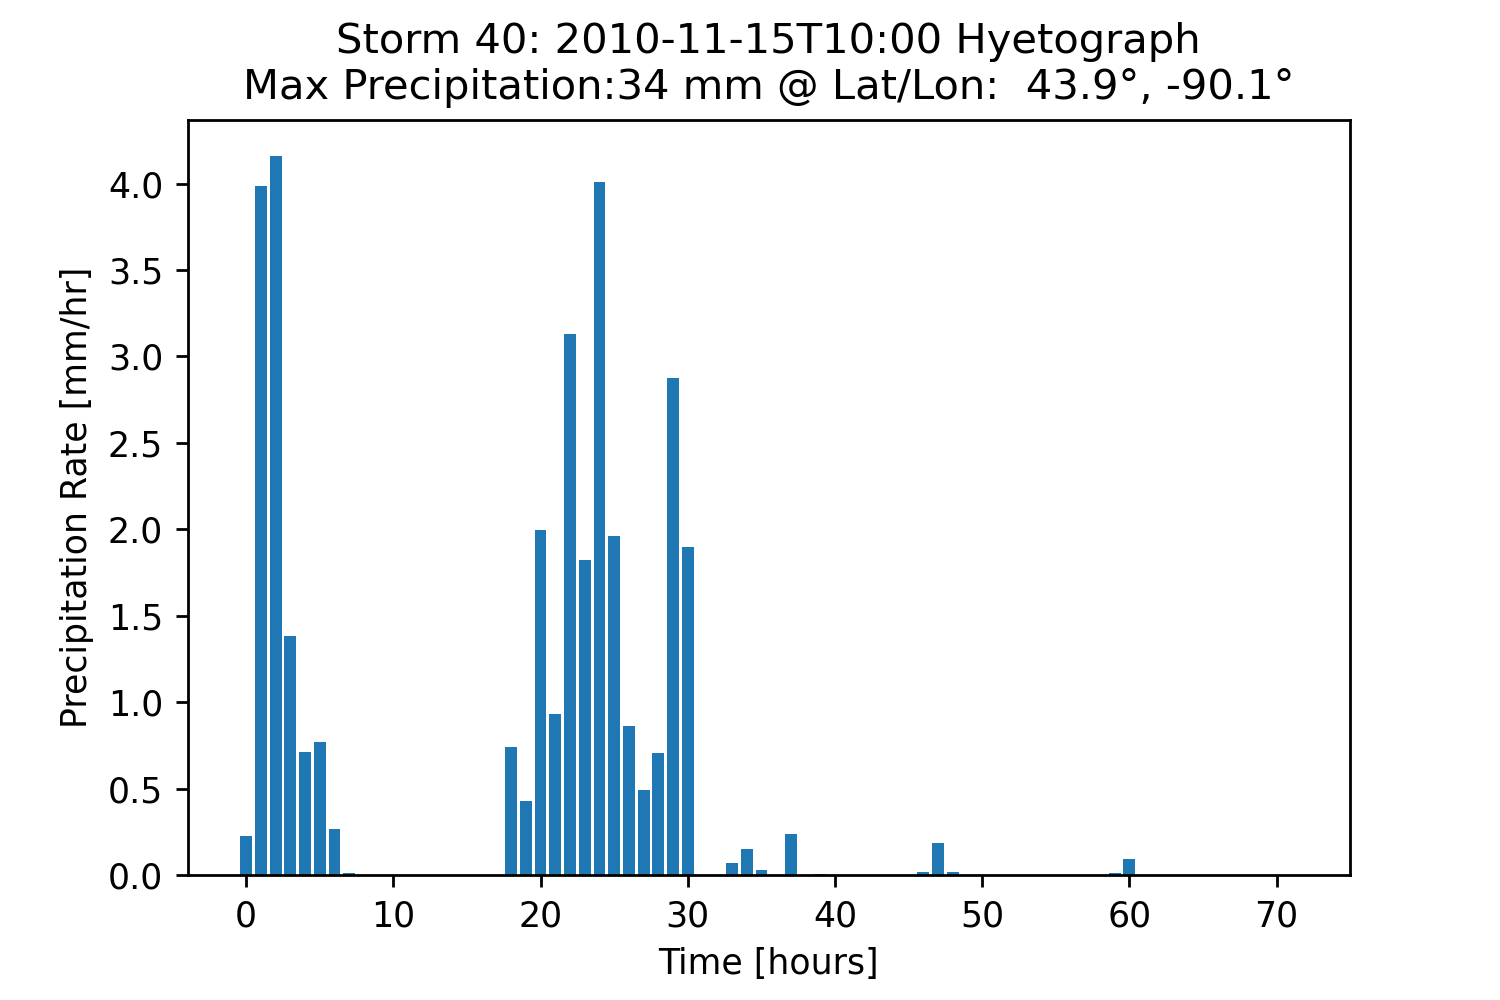 Storm 40: 2010-11-15T10:00 Hyetograph
Max Precipitation:34 mm @ Lat/Lon:  43.9°, -90.1°
Precipitation Rate [mm/hr]
4.0
3.5
3.0
2.5
2.0
1.5
1.0
0.5
0.0
0 10 20 30 40 50 60 70
Time [hours]